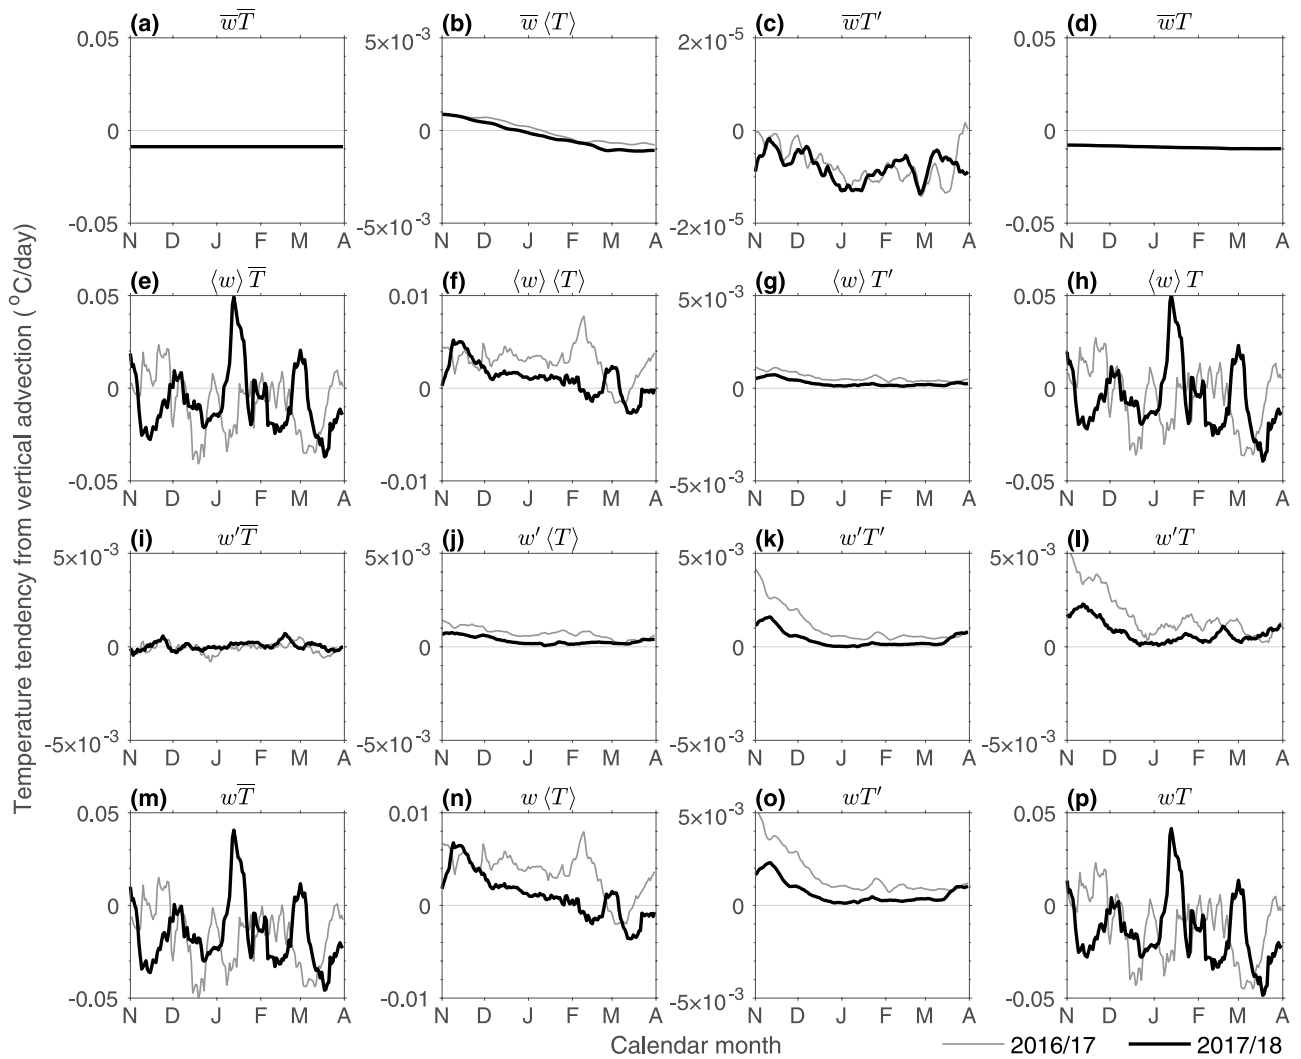 (a) w̅T̅ (b) w̅ ⟨T⟩ (c) w̅T′ (d) w̅T
0.05 5×10⁻³ 2×10⁻⁵ 0.05
0 0 0 0
-0.05 -5×10⁻³ -2×10⁻⁵ -0.05
N D J F M A N D J F M A N D J F M A N D J F M A
(e) ⟨w⟩ T̅ (f) ⟨w⟩ ⟨T⟩ (g) ⟨w⟩ T′ (h) ⟨w⟩ T
0.05 0.01 5×10⁻³ 0.05
0 0 0 0
-0.05 -0.01 -5×10⁻³ -0.05
N D J F M A N D J F M A N D J F M A N D J F M A
Temperature tendency from vertical advection (°C/day)
(i) w′T̅ (j) w′ ⟨T⟩ (k) w′T′ (l) w′T
5×10⁻³ 5×10⁻³ 5×10⁻³ 5×10⁻³
0 0 0 0
-5×10⁻³ -5×10⁻³ -5×10⁻³ -5×10⁻³
N D J F M A N D J F M A N D J F M A N D J F M A
(m) wT̅ (n) w ⟨T⟩ (o) wT′ (p) wT
0.05 0.01 5×10⁻³ 0.05
0 0 0 0
-0.05 -0.01 -5×10⁻³ -0.05
N D J F M A N D J F M A N D J F M A N D J F M A
Calendar month 2016/17 2017/18